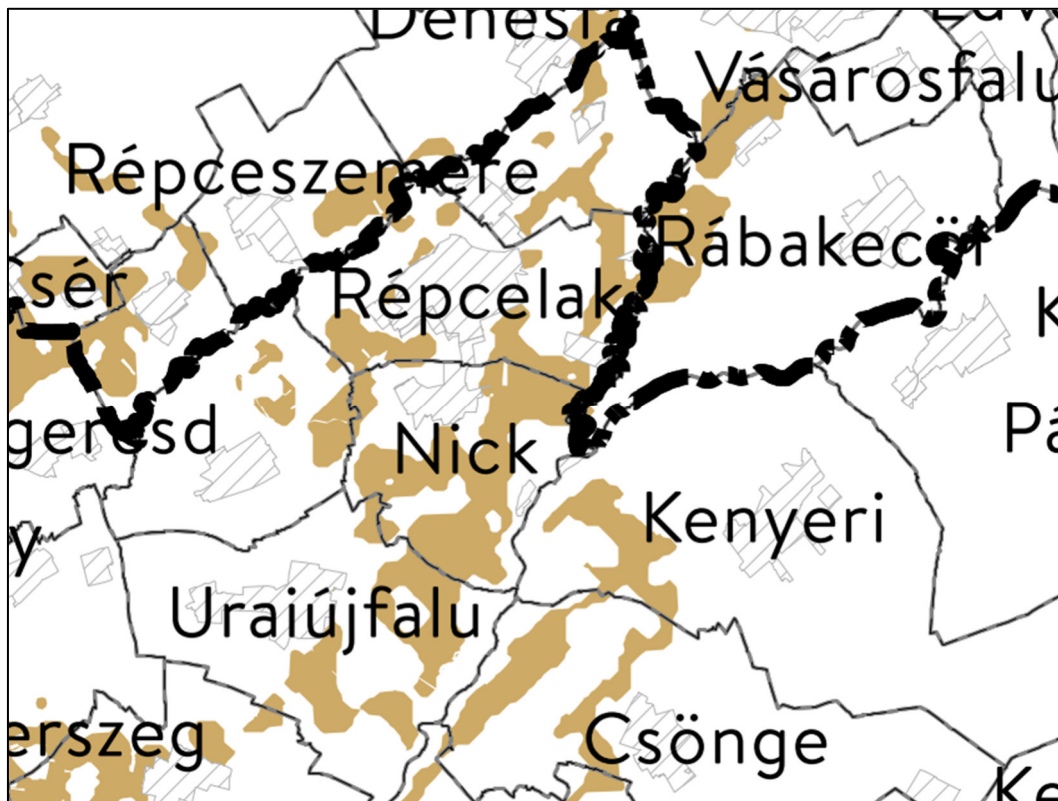 Vásárosfalu
Répceszemere
Rábakecöl
Répcelak
Nick
Kenyeri
Uraiújfalu
Csönge